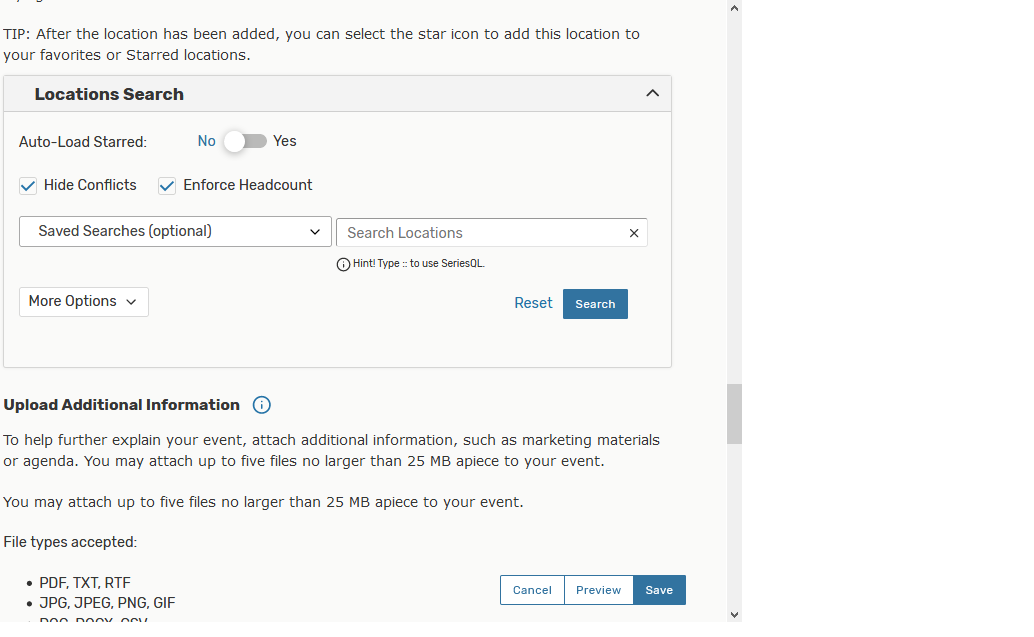 TIP: After the location has been added, you can select the star icon to add this location to
your favorites or Starred locations.
Locations Search
Auto-Load Starred: No Yes
Hide Conflicts Enforce Headcount
Saved Searches (optional) Search Locations
Hint! Type :: to use SeriesQL.
More Options Reset Search
Upload Additional Information
To help further explain your event, attach additional information, such as marketing materials
or agenda. You may attach up to five files no larger than 25 MB apiece to your event.
You may attach up to five files no larger than 25 MB apiece to your event.
File types accepted:
• PDF, TXT, RTF
• JPG, JPEG, PNG, GIF
• DOC, DOCX, CSV
Cancel Preview Save